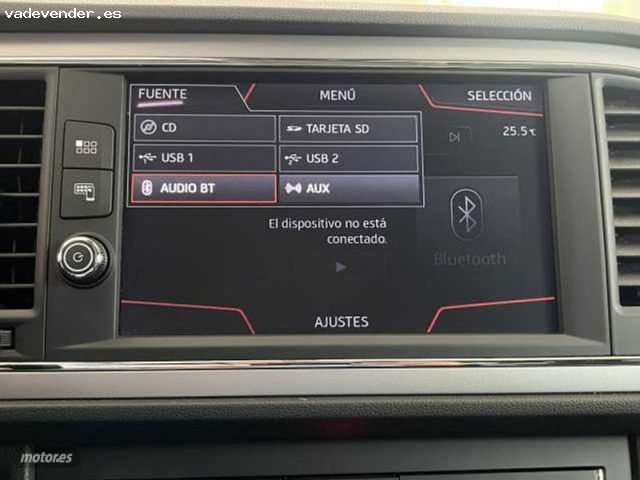 vadevender.es
FUENTE
MENÚ
SELECCIÓN
CD
TARJETA SD
25.5℃
USB 1
USB 2
AUDIO BT
AUX
El dispositivo no está
conectado.
Bluetooth
AJUSTES
motor.es